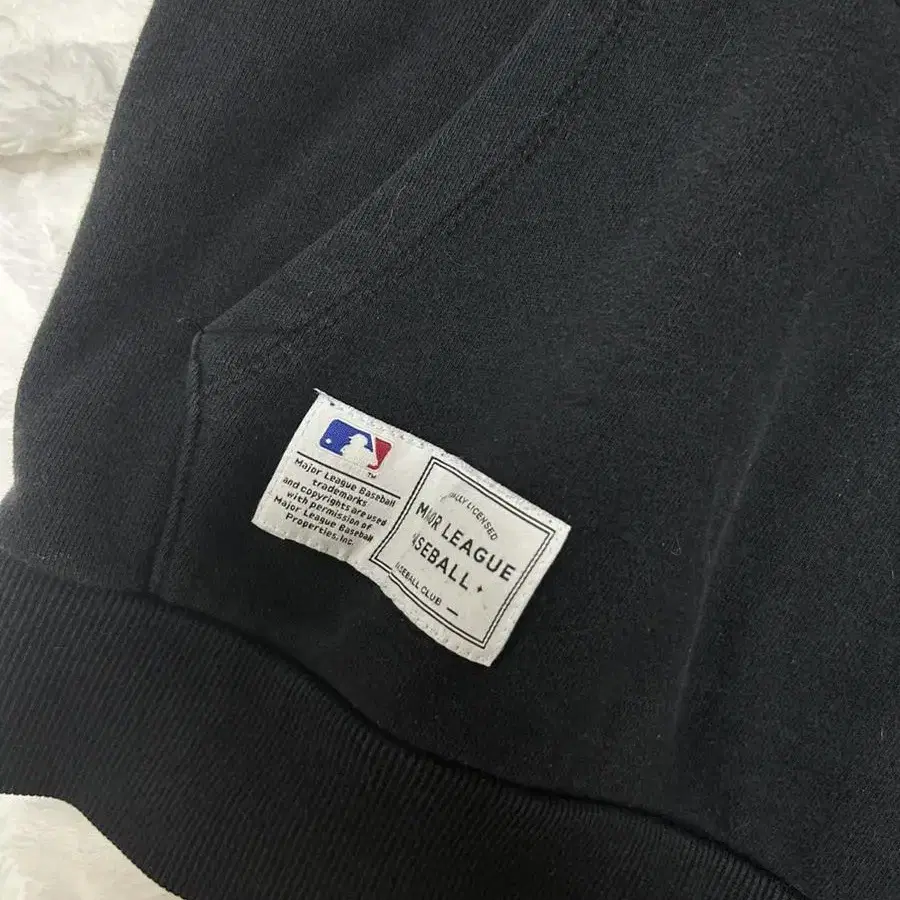 TM
Major League Baseball
trademarks
and copyrights are used
with permission of
Major League Baseball
Properties, Inc.
LICENSED
LEAGUE
CLUB